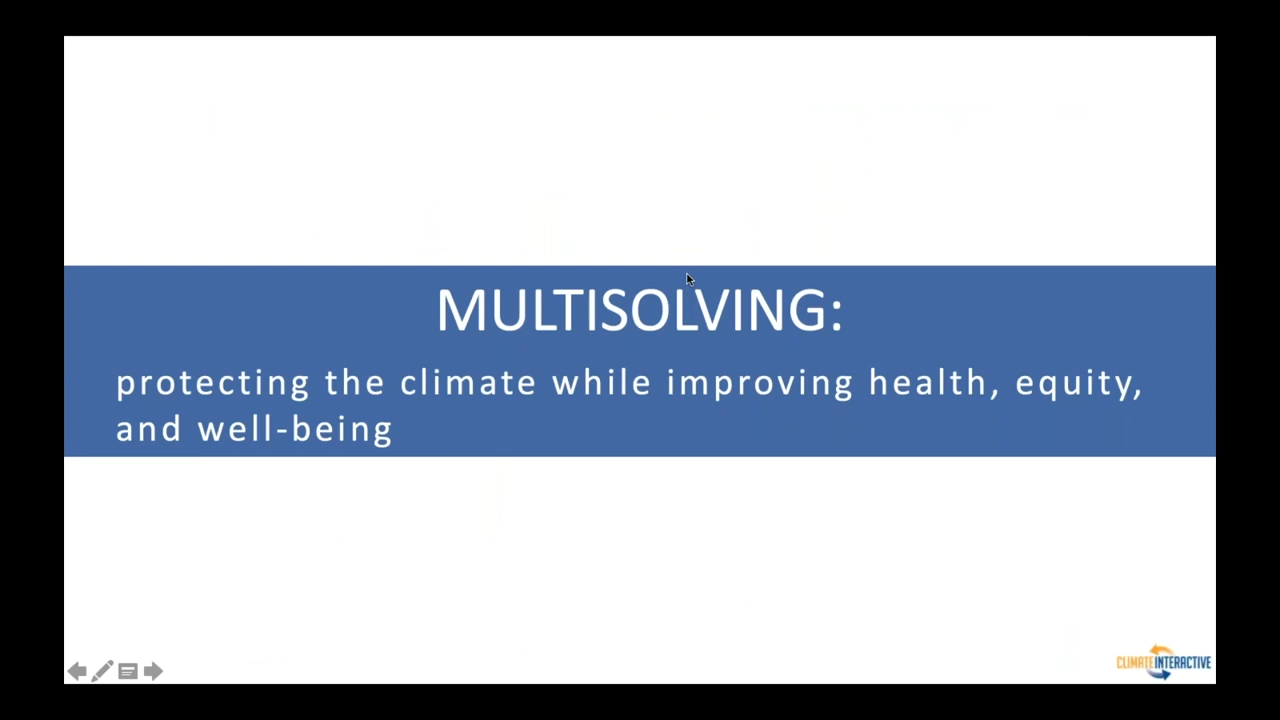 MULTISOLVING:
protecting the climate while improving health, equity,
and well-being
CLIMATE INTERACTIVE